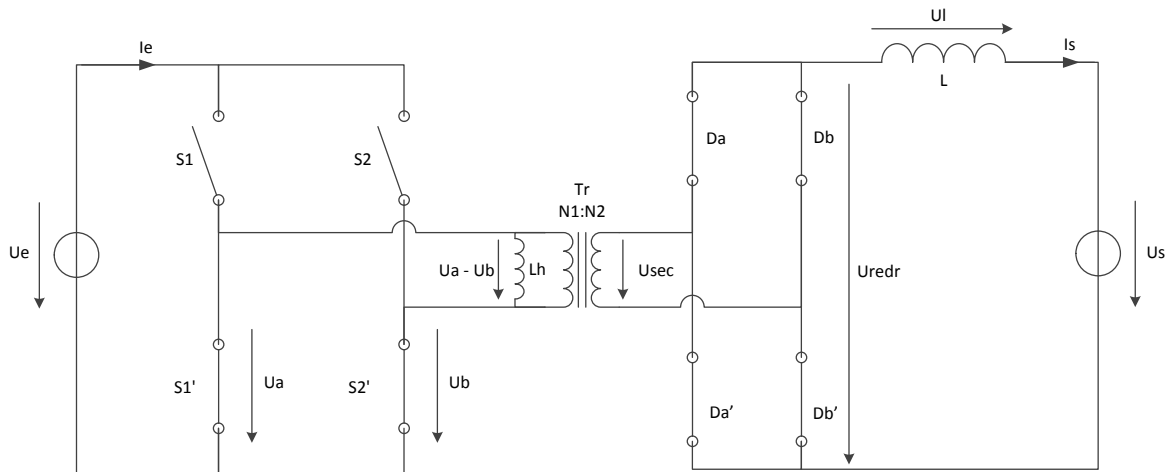 Ul
Ie
Is
L
S1
S2
Da
Db
Tr
N1:N2
Ue
Ua - Ub
Lh
Usec
Uredr
Us
S1'
Ua
S2'
Ub
Da’
Db’